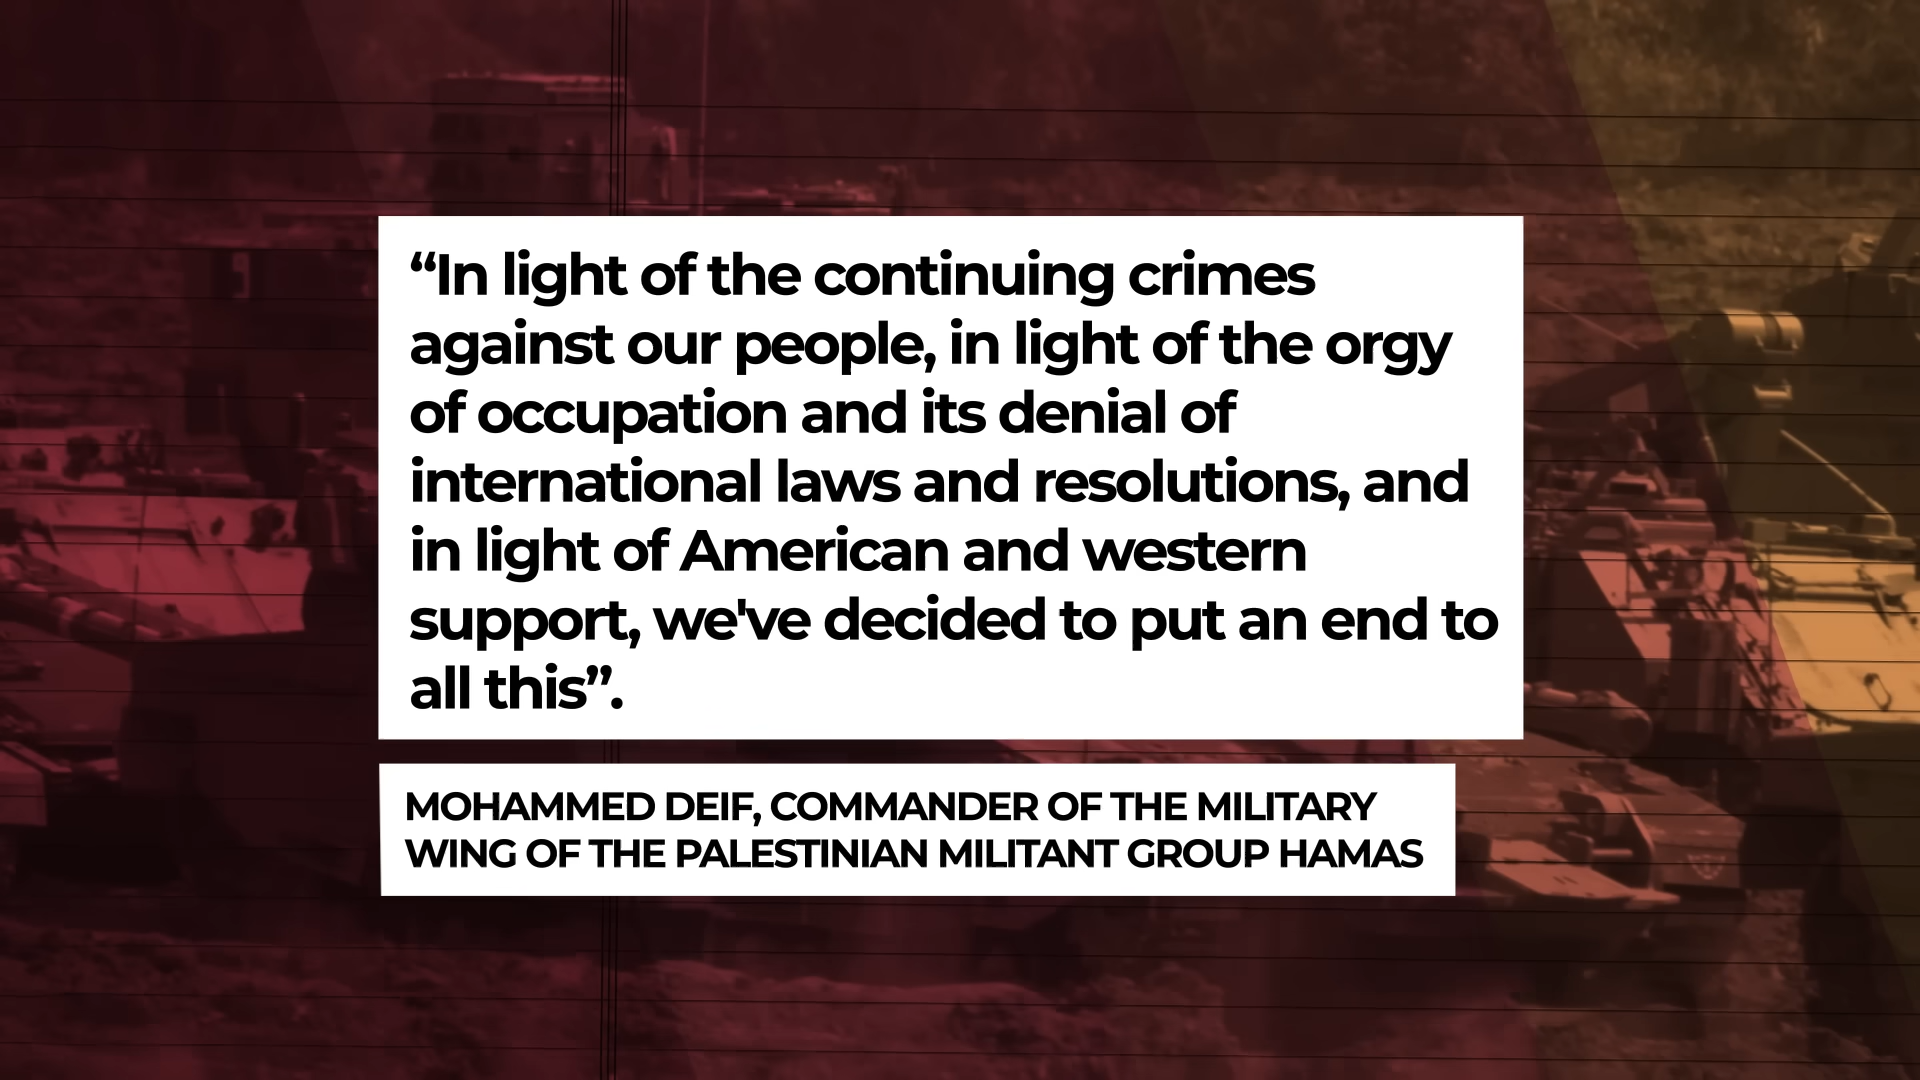 “In light of the continuing crimes
against our people, in light of the orgy
of occupation and its denial of
international laws and resolutions, and
in light of American and western
support, we've decided to put an end to
all this”.
MOHAMMED DEIF, COMMANDER OF THE MILITARY
WING OF THE PALESTINIAN MILITANT GROUP HAMAS